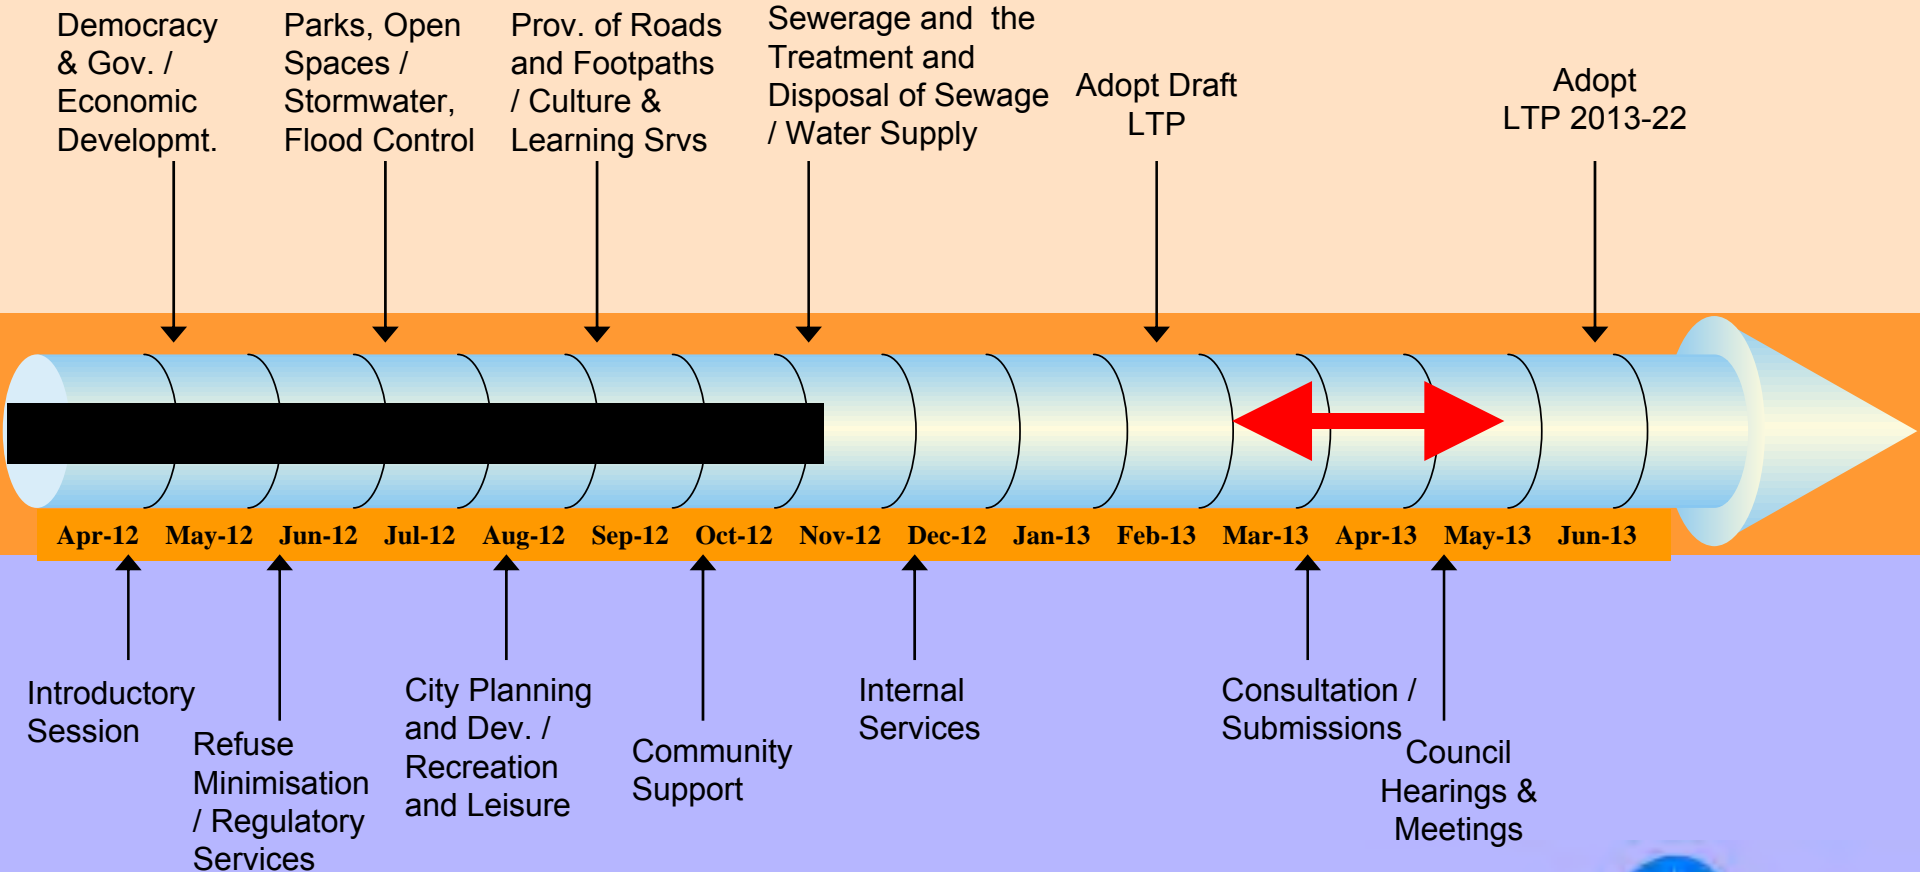 Democracy
& Gov. /
Economic
Developmt.
Parks, Open
Spaces /
Stormwater,
Flood Control
Prov. of Roads
and Footpaths
/ Culture &
Learning Srvs
Sewerage and the
Treatment and
Disposal of Sewage
/ Water Supply
Adopt Draft
LTP
Adopt
LTP 2013-22
Apr-12 May-12 Jun-12 Jul-12 Aug-12 Sep-12 Oct-12 Nov-12 Dec-12 Jan-13 Feb-13 Mar-13 Apr-13 May-13 Jun-13
Introductory
Session
Refuse
Minimisation
/ Regulatory
Services
City Planning
and Dev. /
Recreation
and Leisure
Community
Support
Internal
Services
Consultation /
Submissions
Council
Hearings &
Meetings